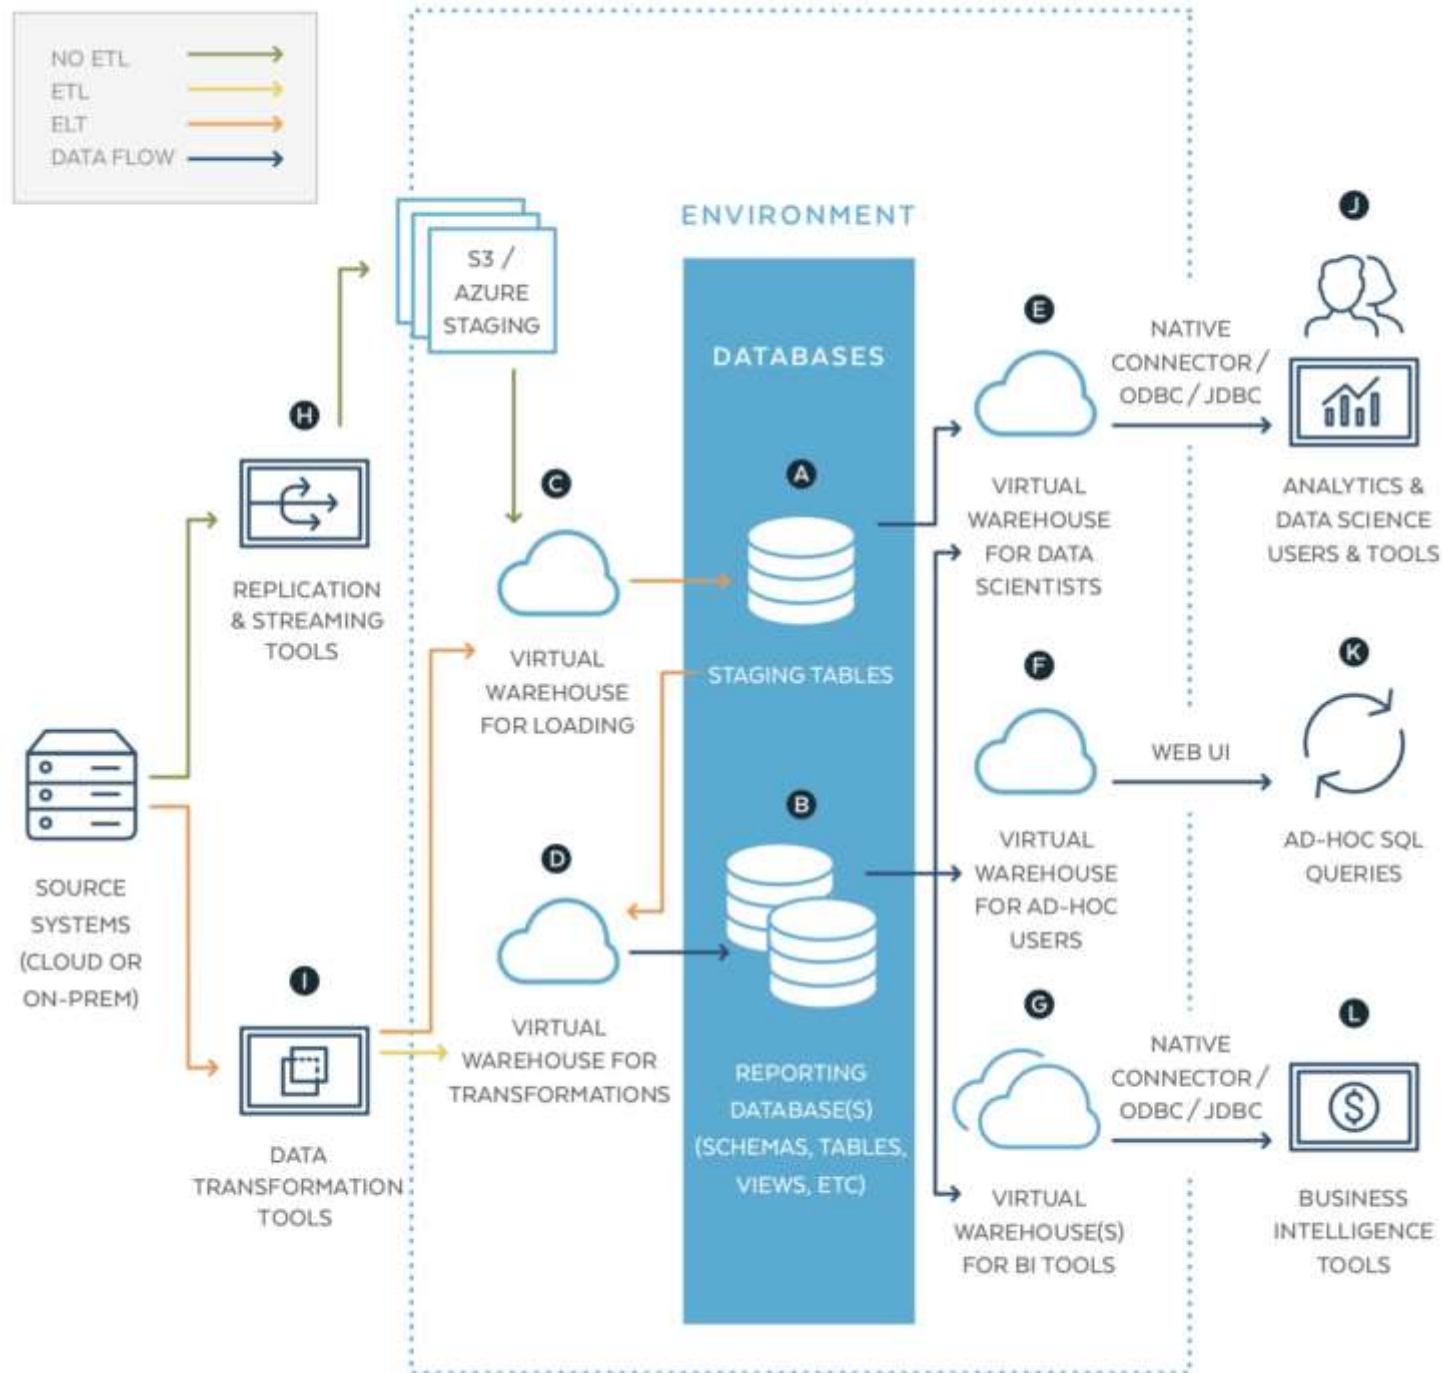 NO ETL
ETL
ELT
DATA FLOW
S3 /
AZURE
STAGING
ENVIRONMENT
DATABASES
H
REPLICATION
& STREAMING
TOOLS
SOURCE
SYSTEMS
(CLOUD OR
ON-PREM)
I
DATA
TRANSFORMATION
TOOLS
C
VIRTUAL
WAREHOUSE
FOR LOADING
D
VIRTUAL
WAREHOUSE FOR
TRANSFORMATIONS
A
STAGING TABLES
B
REPORTING
DATABASE(S)
(SCHEMAS, TABLES,
VIEWS, ETC)
E
VIRTUAL
WAREHOUSE
FOR DATA
SCIENTISTS
NATIVE
CONNECTOR /
ODBC / JDBC
J
ANALYTICS &
DATA SCIENCE
USERS & TOOLS
F
VIRTUAL
WAREHOUSE
FOR AD-HOC
USERS
WEB UI
K
AD-HOC SQL
QUERIES
G
VIRTUAL
WAREHOUSE(S)
FOR BI TOOLS
NATIVE
CONNECTOR /
ODBC / JDBC
L
$
BUSINESS
INTELLIGENCE
TOOLS